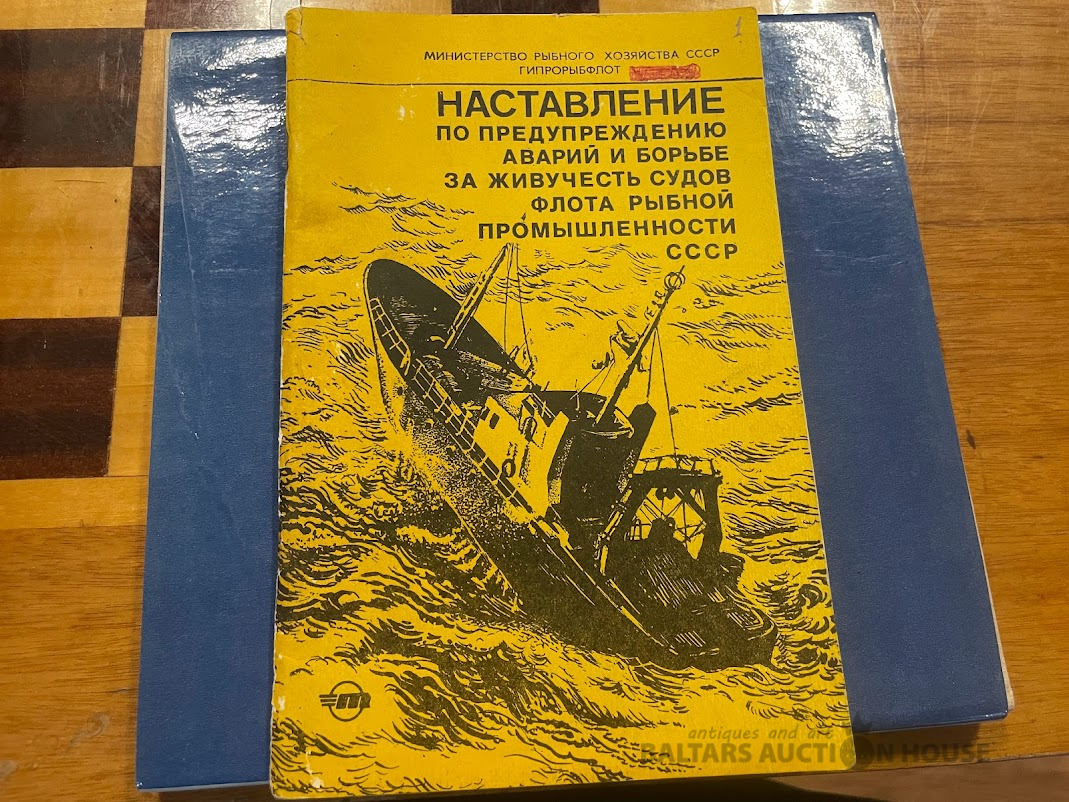 1
МИНИСТЕРСТВО РЫБНОГО ХОЗЯЙСТВА СССР
ГИПРОРЫБФЛОТ
НАСТАВЛЕНИЕ
ПО ПРЕДУПРЕЖДЕНИЮ
АВАРИЙ И БОРЬБЕ
ЗА ЖИВУЧЕСТЬ СУДОВ
ФЛОТА РЫБНОЙ
ПРОМЫШЛЕННОСТИ
СССР
antiques and art
BALTARS AUCTION HOUSE